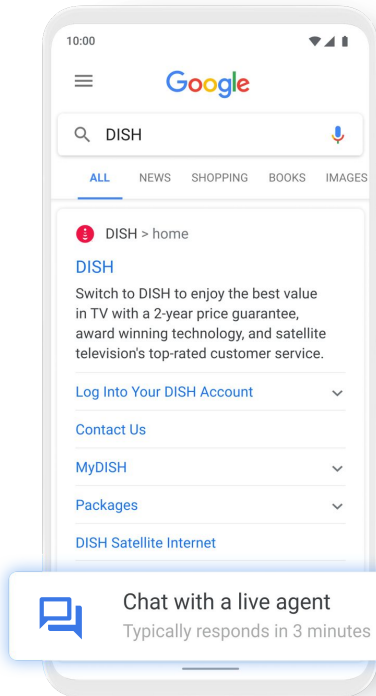 10:00
Google
DISH
ALL NEWS SHOPPING BOOKS IMAGES
DISH > home
DISH
Switch to DISH to enjoy the best value
in TV with a 2-year price guarantee,
award winning technology, and satellite
television's top-rated customer service.
Log Into Your DISH Account
Contact Us
MyDISH
Packages
DISH Satellite Internet
Chat with a live agent
Typically responds in 3 minutes